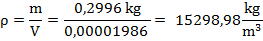 ρ = m/V = 0,2996 kg/0,00001986 = 15298,98 kg/m³